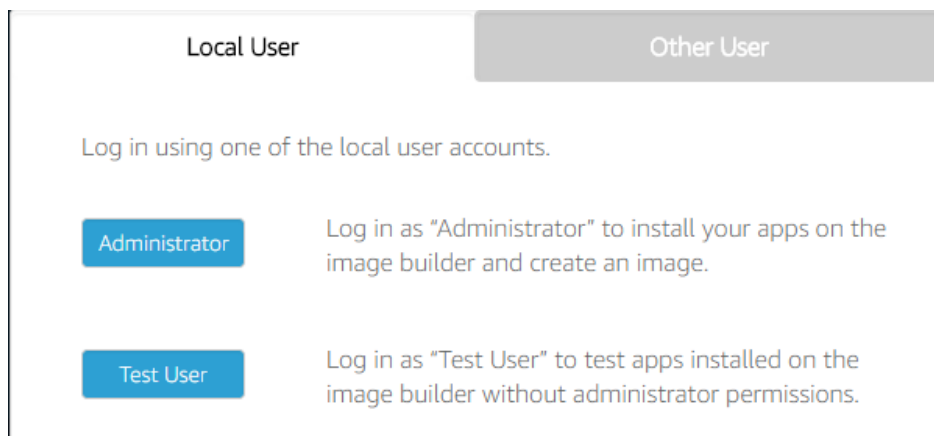 Local User
Other User
Log in using one of the local user accounts.
Administrator
Log in as “Administrator” to install your apps on the
image builder and create an image.
Test User
Log in as “Test User” to test apps installed on the
image builder without administrator permissions.